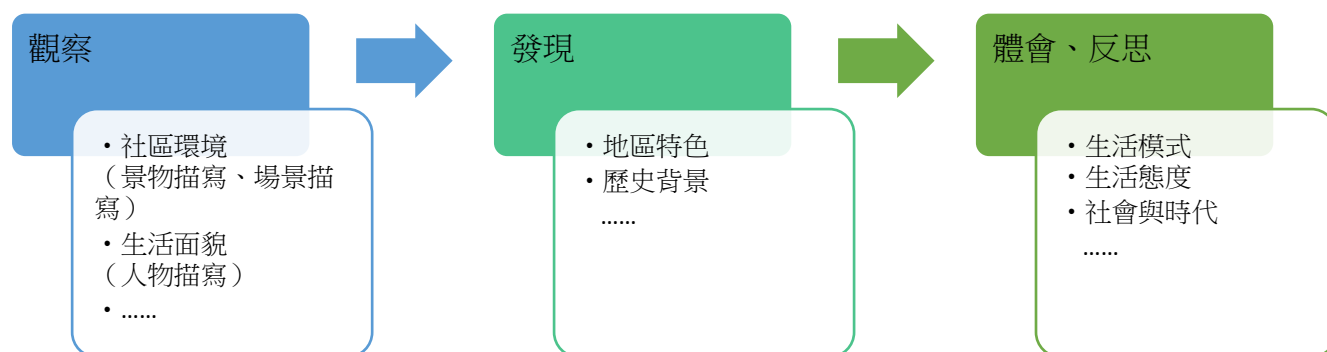 觀察
・社區環境
（景物描寫、場景描
寫）
・生活面貌
（人物描寫）
・……
發現
・地區特色
・歷史背景
……
體會、反思
・生活模式
・生活態度
・社會與時代
……